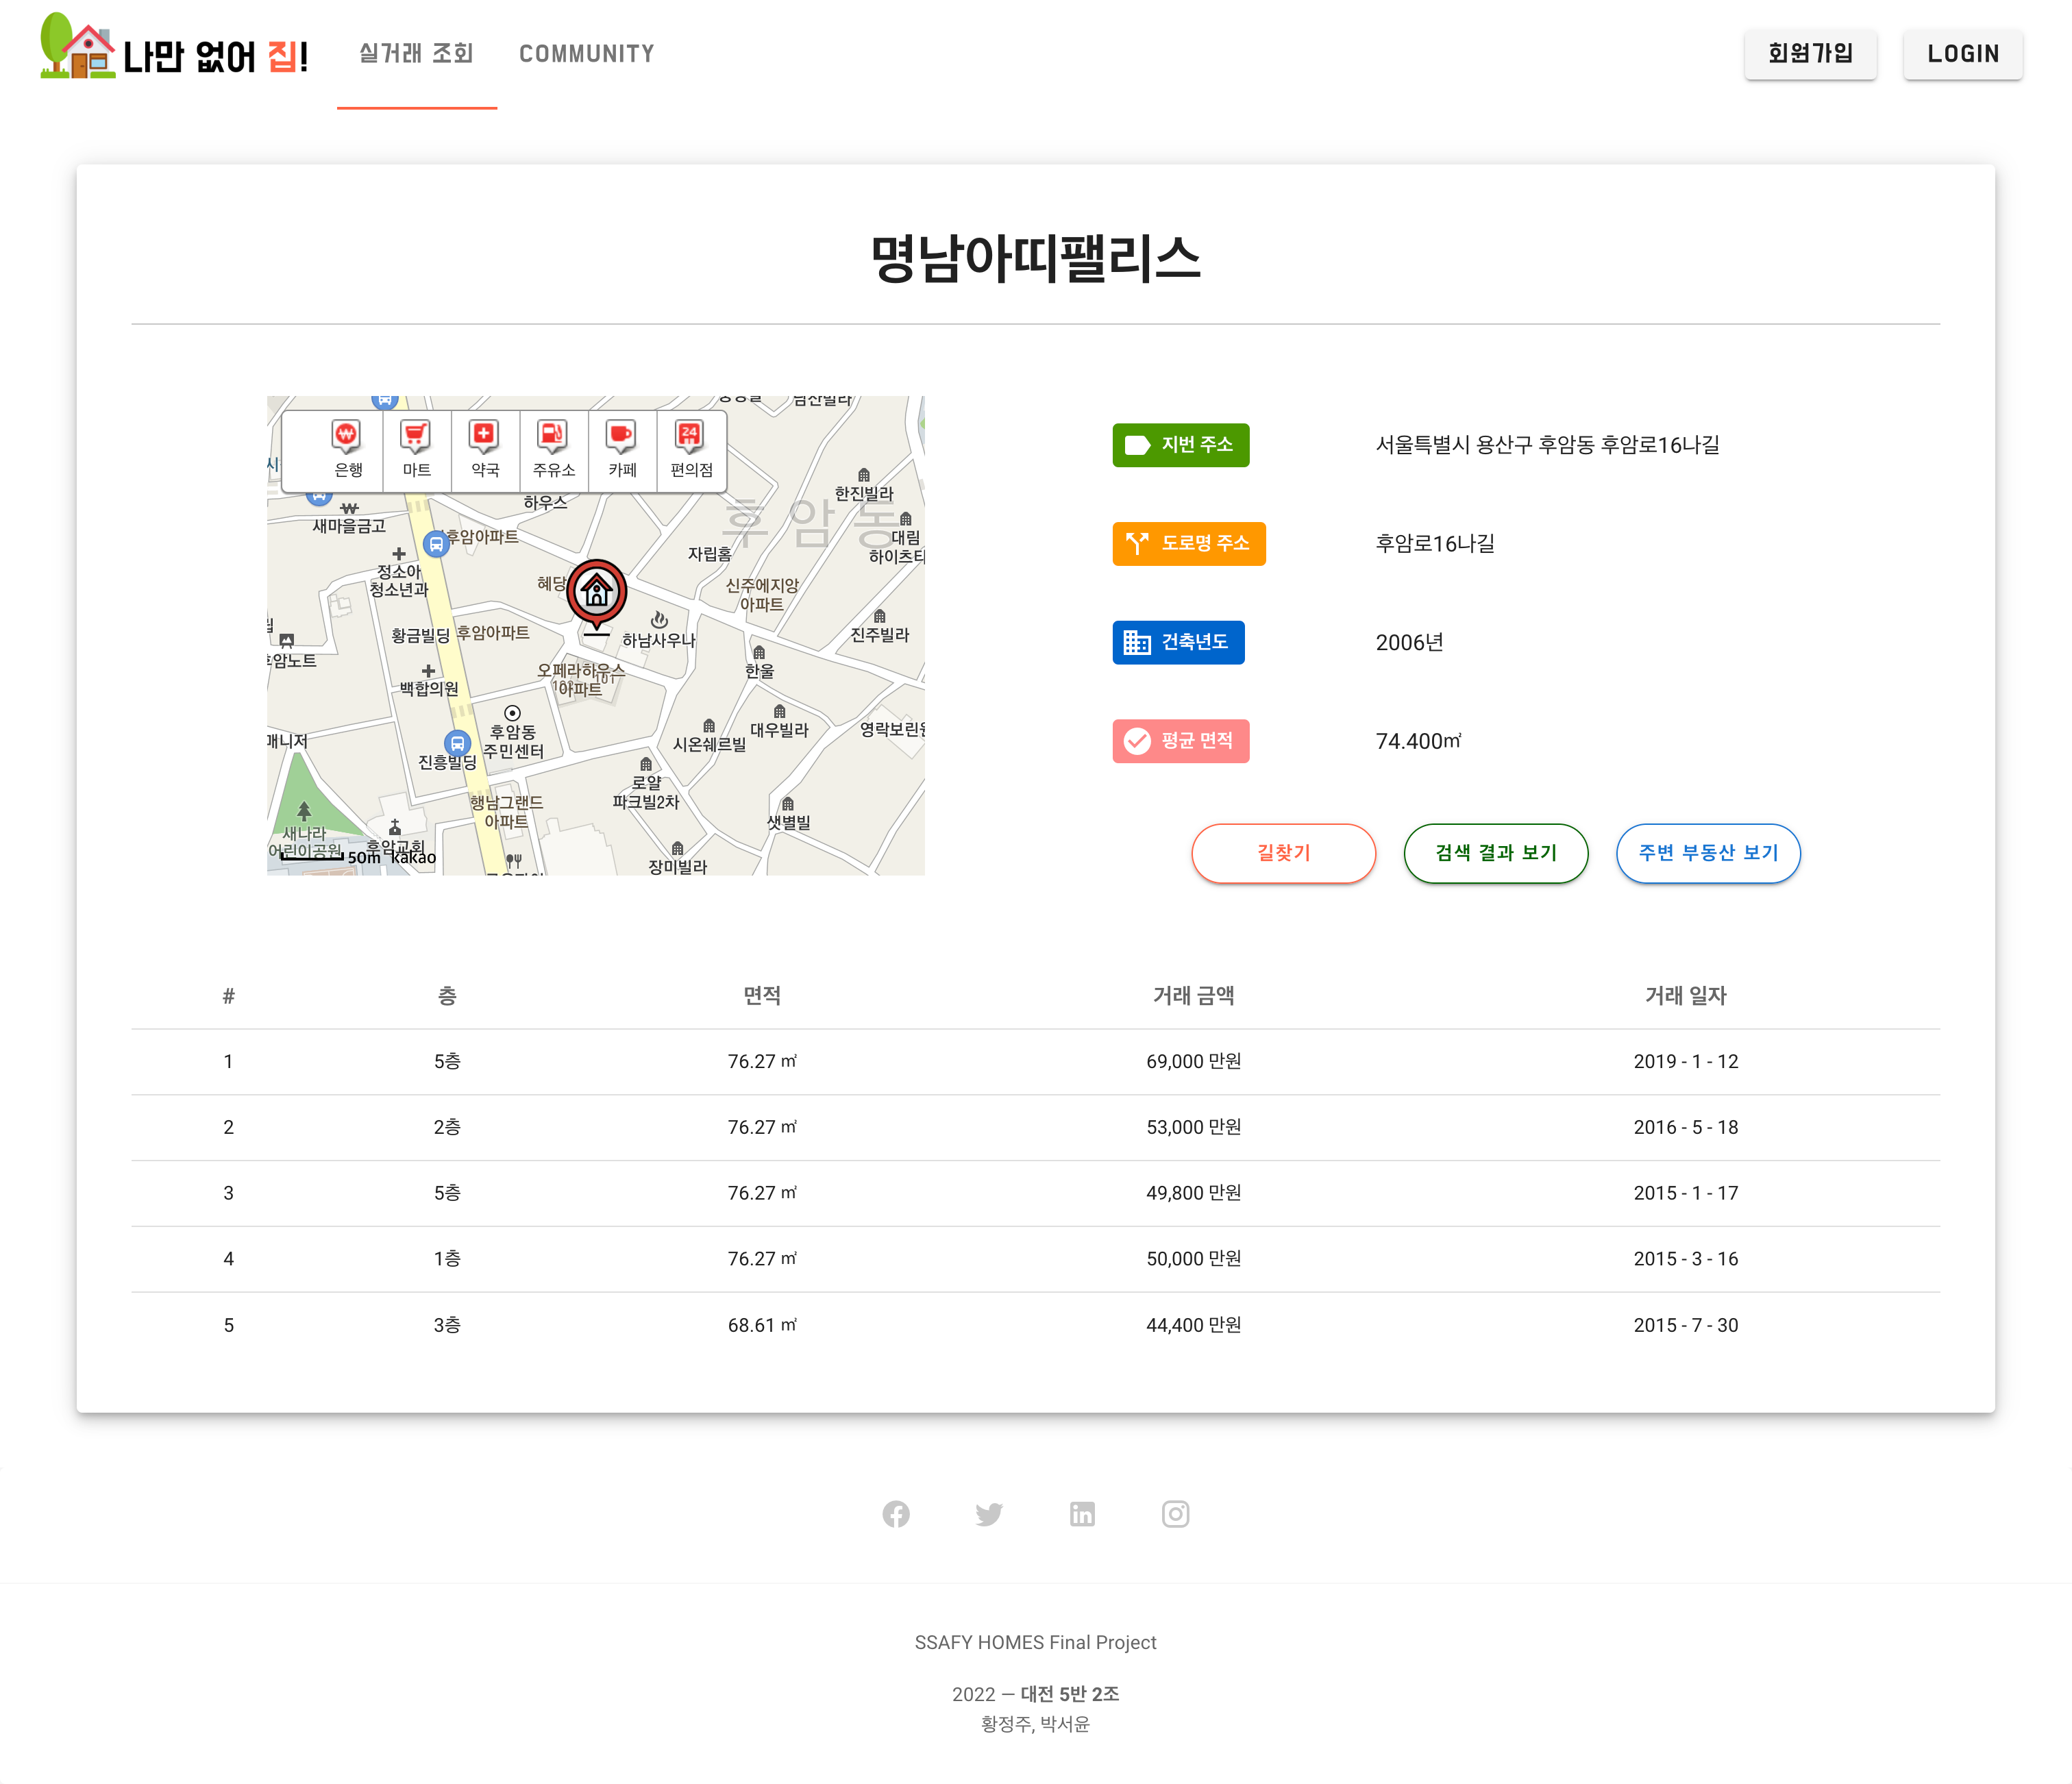 나만 없어 집!
실거래 조회
COMMUNITY
회원가입
LOGIN
명남아띠팰리스
은행
마트
약국
주유소
카페
편의점
남산빌라
한진빌라
하우스
새마을금고
후암아파트
후암동
대림
하이츠타
자립홈
정소아
청소년과
혜당
신주에지앙
아파트
황금빌딩
후암아파트
하남사우나
진주빌라
후암노트
한울
오페라하우스
아파트
101
백합의원
후암동
주민센터
대우빌라
시온쉐르빌
영락보린원
매니저
진흥빌딩
로얄
파크빌2차
행남그랜드
아파트
샛별빌
새나라
어린이공원
후암교회
50m
kakao
장미빌라
지번 주소
서울특별시 용산구 후암동 후암로16나길
도로명 주소
후암로16나길
건축년도
2006년
평균 면적
74.400㎡
길찾기
검색 결과 보기
주변 부동산 보기
# 층 면적 거래 금액 거래 일자
1 5층 76.27 ㎡ 69,000 만원 2019 - 1 - 12
2 2층 76.27 ㎡ 53,000 만원 2016 - 5 - 18
3 5층 76.27 ㎡ 49,800 만원 2015 - 1 - 17
4 1층 76.27 ㎡ 50,000 만원 2015 - 3 - 16
5 3층 68.61 ㎡ 44,400 만원 2015 - 7 - 30
SSAFY HOMES Final Project
2022 — 대전 5반 2조
황정주, 박서윤